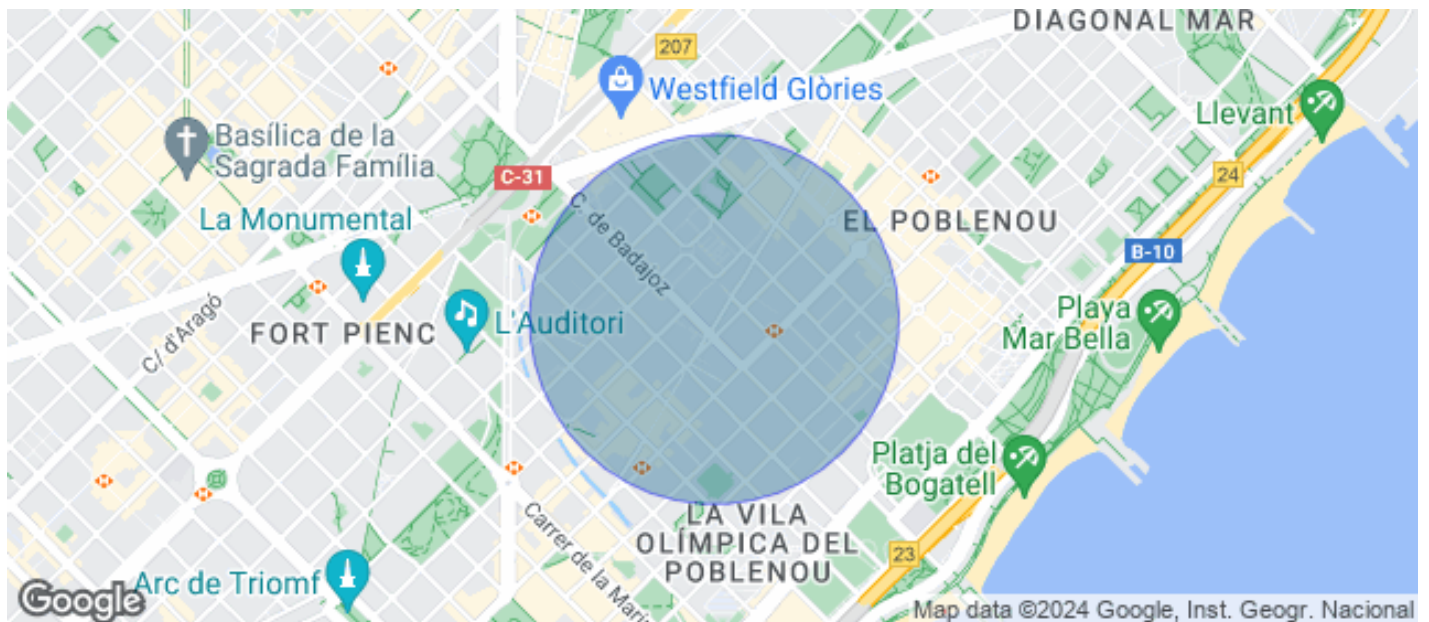 DIAGONAL MAR
207
Westfield Glòries
Llevant
Basílica de la
Sagrada Família
C-31
24
La Monumental
C. de Badajoz
EL POBLENOU
B-10
C/ d'Aragó
FORT PIENC
L'Auditori
Playa
Mar Bella
Platja del
Bogatell
LA VILA
OLÍMPICA DEL
POBLENOU
Carrer de la Marin
23
Arc de Triomf
Google
Map data ©2024 Google, Inst. Geogr. Nacional